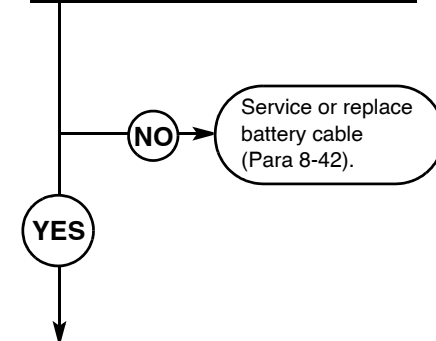 NO
Service or replace
battery cable
(Para 8-42).
YES